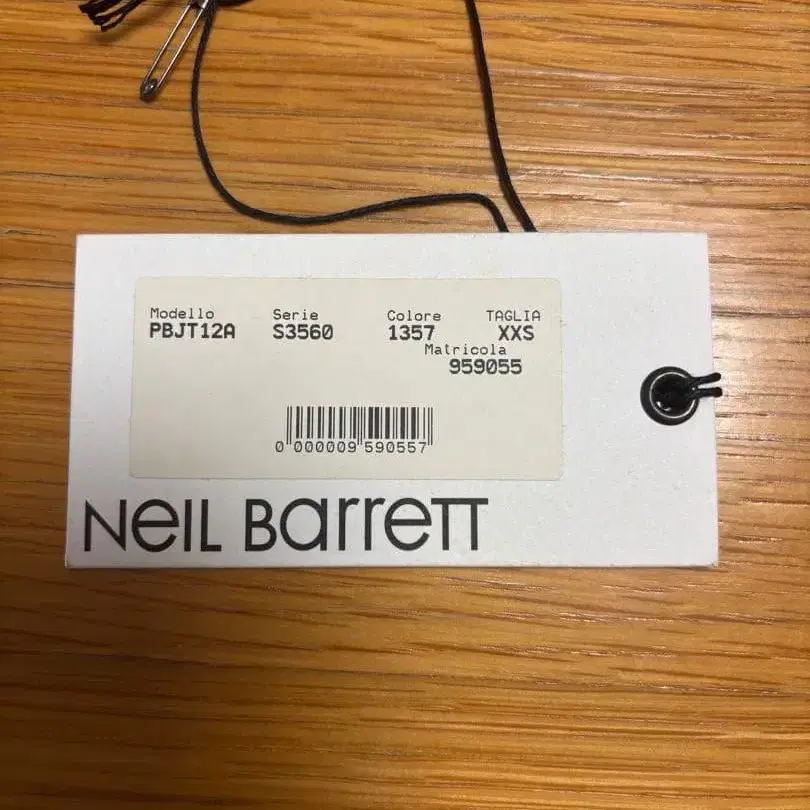 Modello Serie Colore TAGLIA
PBJT12A S3560 1357 XXS
Matricola
959055
0 000009 590557
NeIL BarreTT